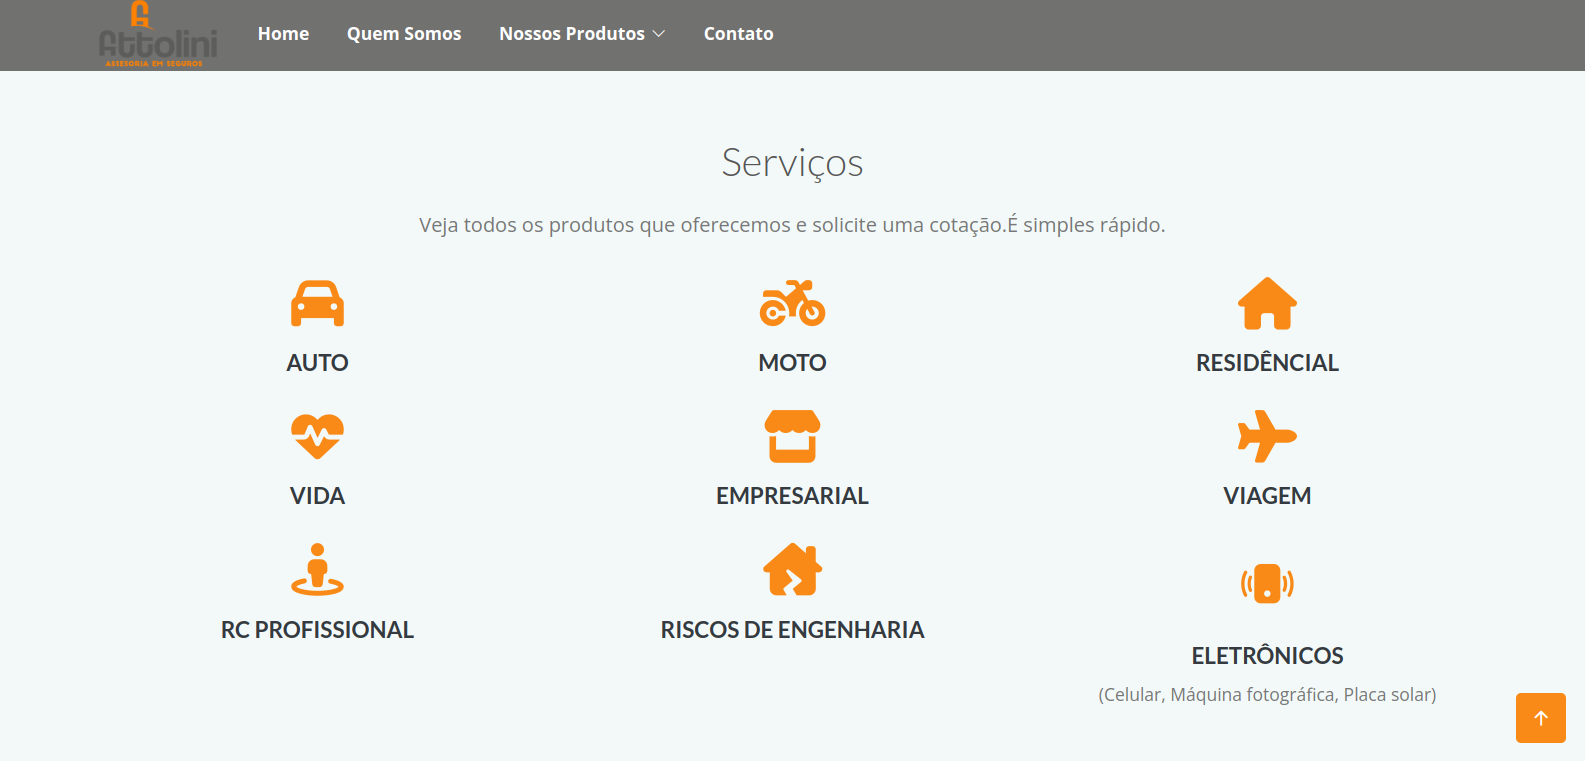 Attolini
ASSESORIA EM SEGUROS
Home Quem Somos Nossos Produtos Contato
Serviços
Veja todos os produtos que oferecemos e solicite uma cotação.É simples rápido.
AUTO MOTO RESIDÊNCIAL
VIDA EMPRESARIAL VIAGEM
RC PROFISSIONAL RISCOS DE ENGENHARIA
ELETRÔNICOS
(Celular, Máquina fotográfica, Placa solar)